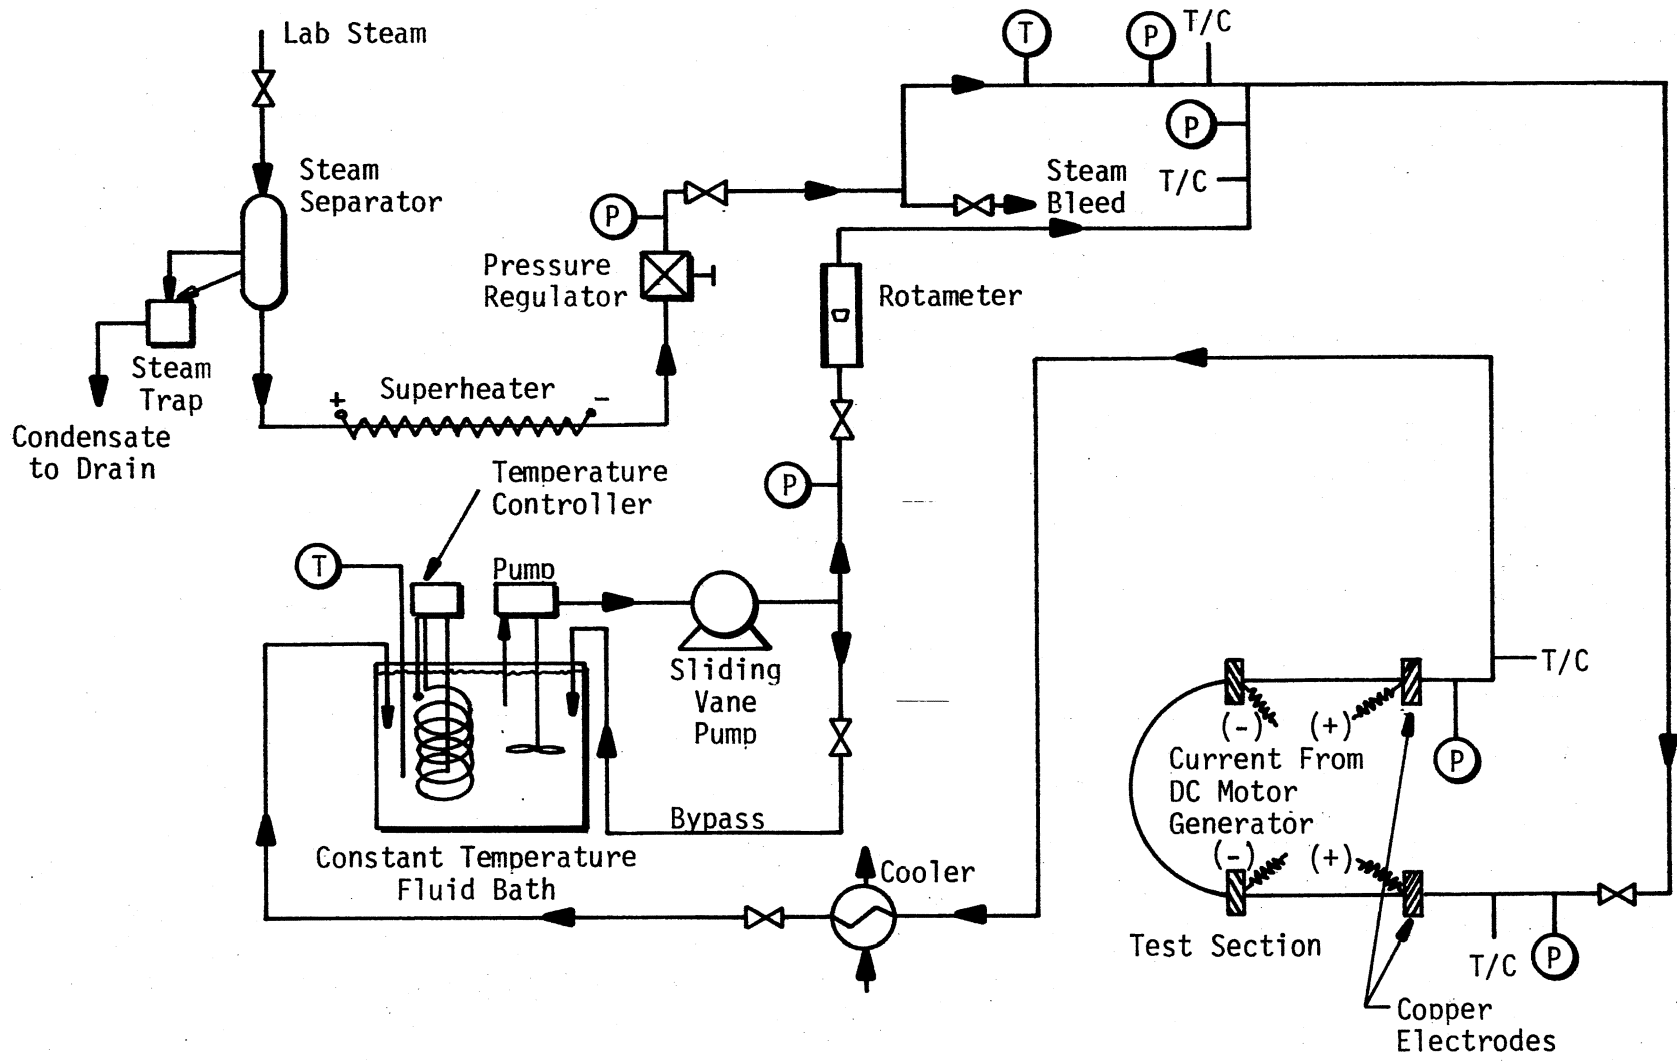 Lab Steam
T
P
T/C
P
T/C
Steam
Separator
Steam
Bleed
P
Pressure
Regulator
Rotameter
Steam
Trap
Condensate
to Drain
+
Superheater
-
Temperature
Controller
P
T
Pump
Sliding
Vane
Pump
Bypass
Constant Temperature
Fluid Bath
Cooler
T/C
P
(-) (+)
Current From
DC Motor
Generator
(-) (+)
Test Section
T/C
P
Copper
Electrodes